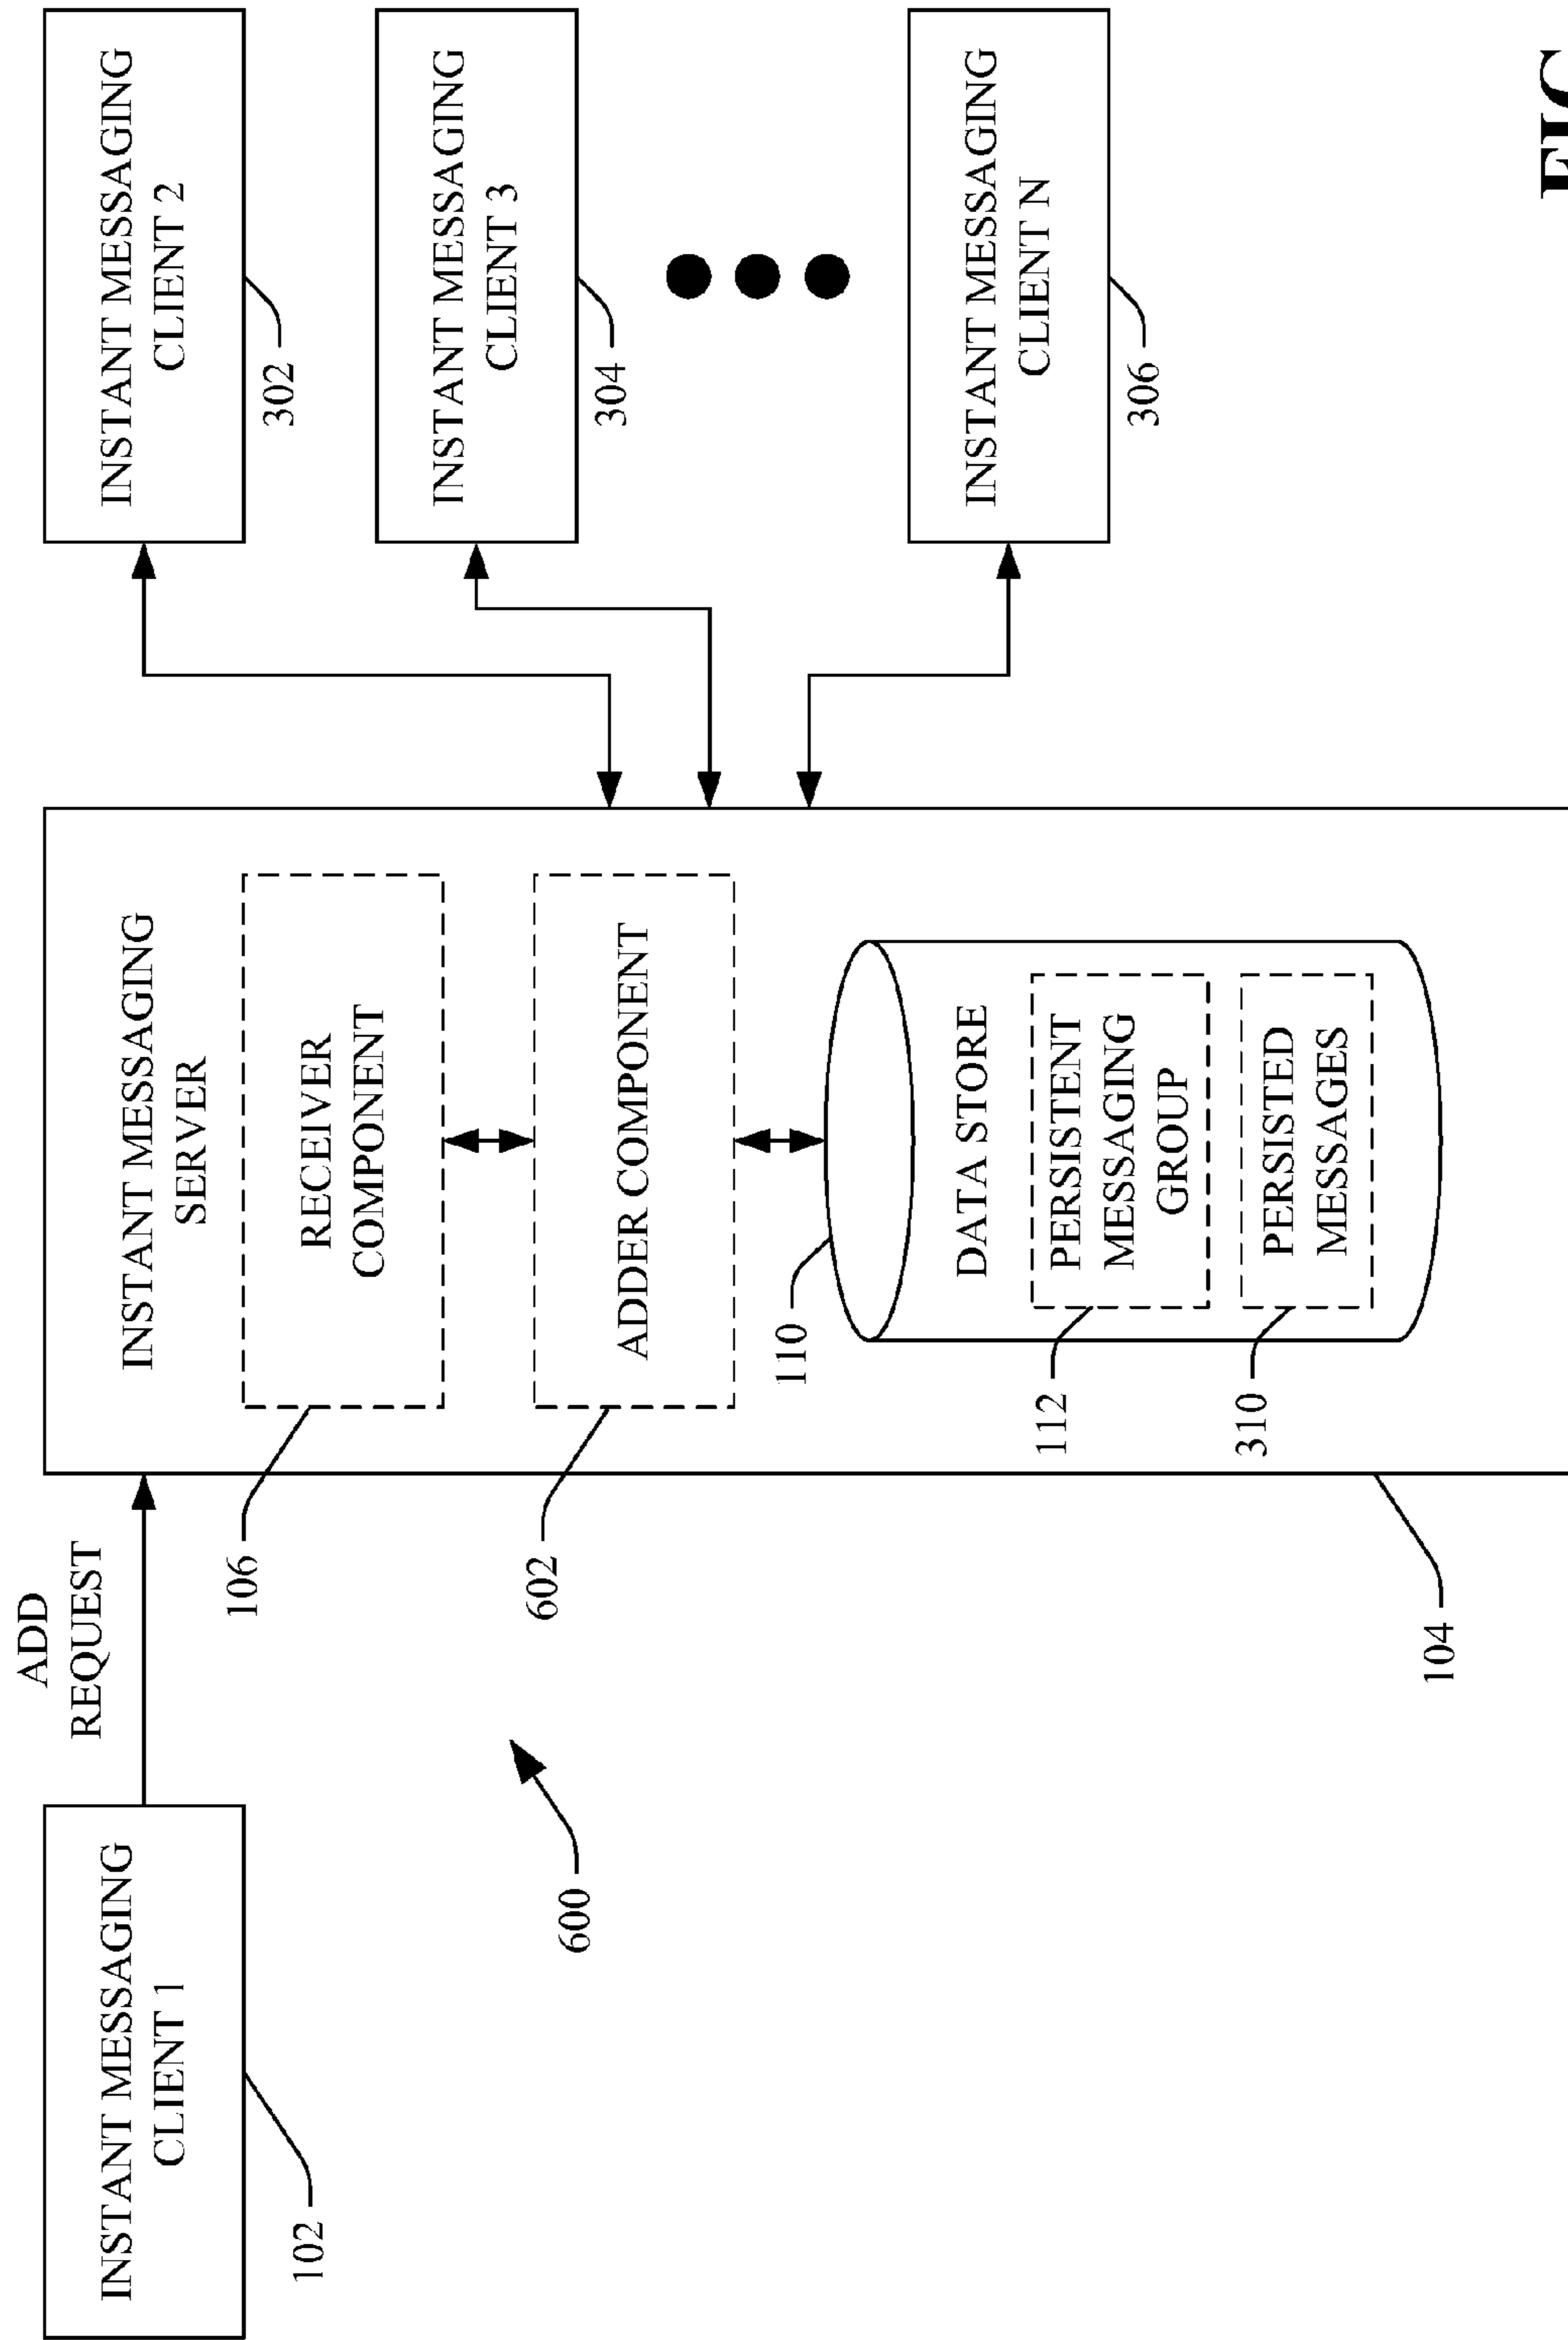 INSTANT MESSAGING
CLIENT 1
102
ADD
REQUEST
600
INSTANT MESSAGING
SERVER
RECEIVER
COMPONENT
106
ADDER COMPONENT
602
110
DATA STORE
PERSISTENT
MESSAGING
GROUP
112
PERSISTED
MESSAGES
310
104
INSTANT MESSAGING
CLIENT 2
302
INSTANT MESSAGING
CLIENT 3
304
INSTANT MESSAGING
CLIENT N
306